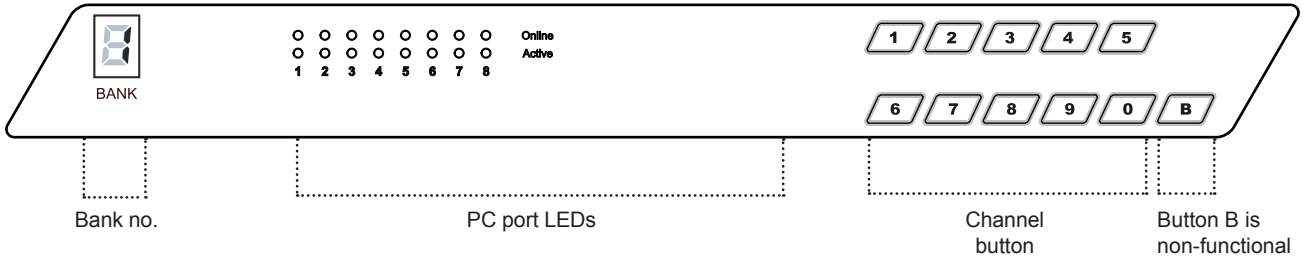 1
BANK
Online
Active
1 2 3 4 5 6 7 8
1 2 3 4 5
6 7 8 9 0 B
Bank no.
PC port LEDs
Channel
button
Button B is
non-functional